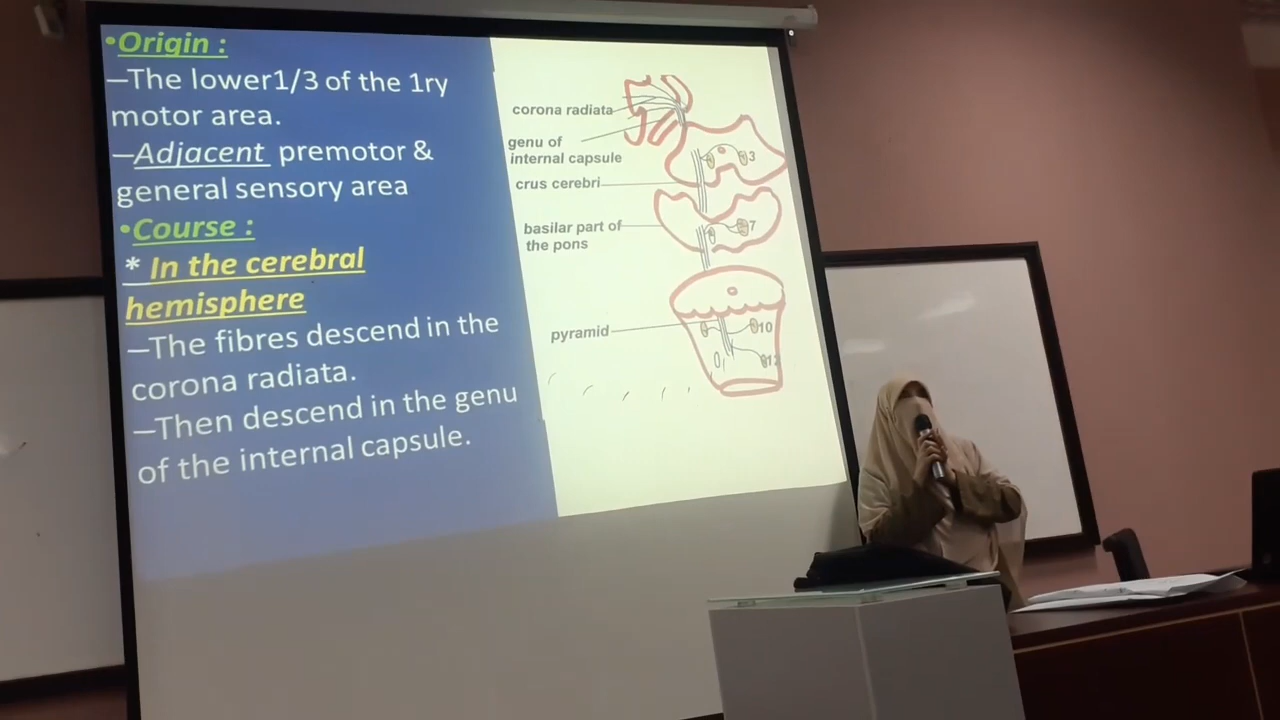 •Origin :
–The lower1/3 of the 1ry
motor area.
–Adjacent premotor &
general sensory area
•Course :
* In the cerebral
hemisphere
–The fibres descend in the
corona radiata.
–Then descend in the genu
of the internal capsule.
corona radiata
genu of
internal capsule
3
crus cerebri
basilar part of
the pons
7
pyramid
10
12